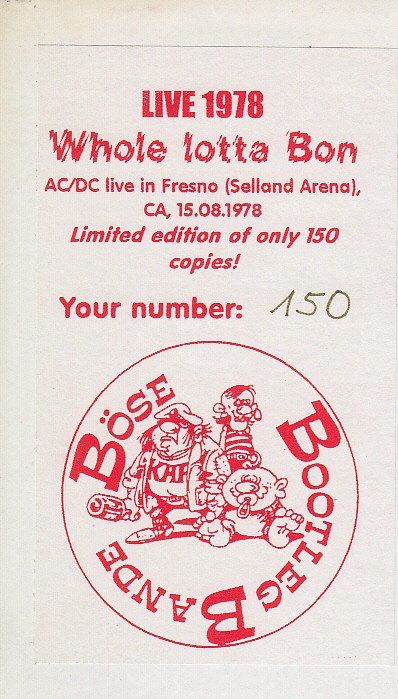 LIVE 1978
Whole lotta Bon
AC/DC live in Fresno (Selland Arena),
CA, 15.08.1978
Limited edition of only 150
copies!
Your number: 150
BÖSE
BOOTLEG
BANDE
KAP